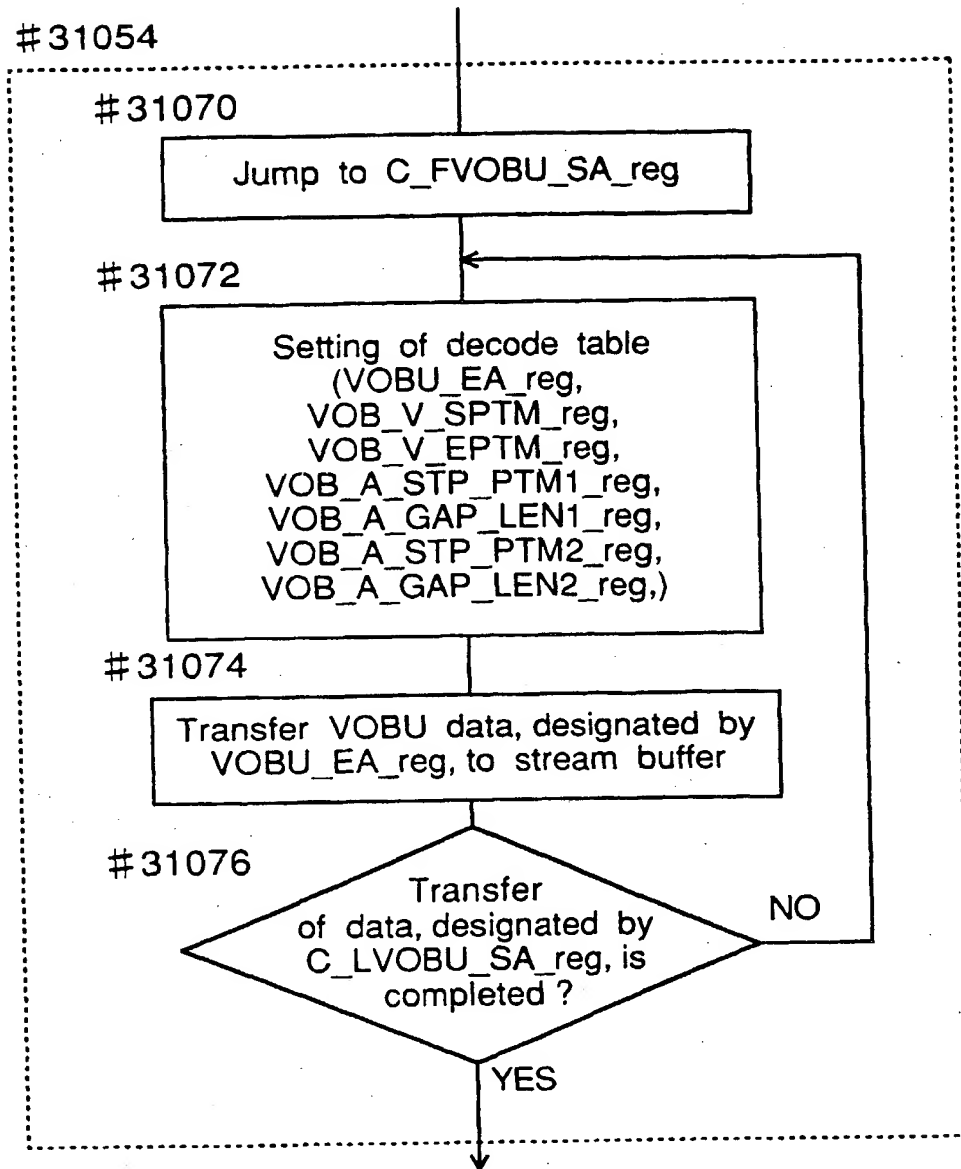 #31054
#31070
Jump to C_FVOBU_SA_reg
#31072
Setting of decode table
(VOBU_EA_reg,
VOB_V_SPTM_reg,
VOB_V_EPTM_reg,
VOB_A_STP_PTM1_reg,
VOB_A_GAP_LEN1_reg,
VOB_A_STP_PTM2_reg,
VOB_A_GAP_LEN2_reg,)
#31074
Transfer VOBU data, designated by
VOBU_EA_reg, to stream buffer
#31076
Transfer
of data, designated by
C_LVOBU_SA_reg, is
completed ?
NO
YES